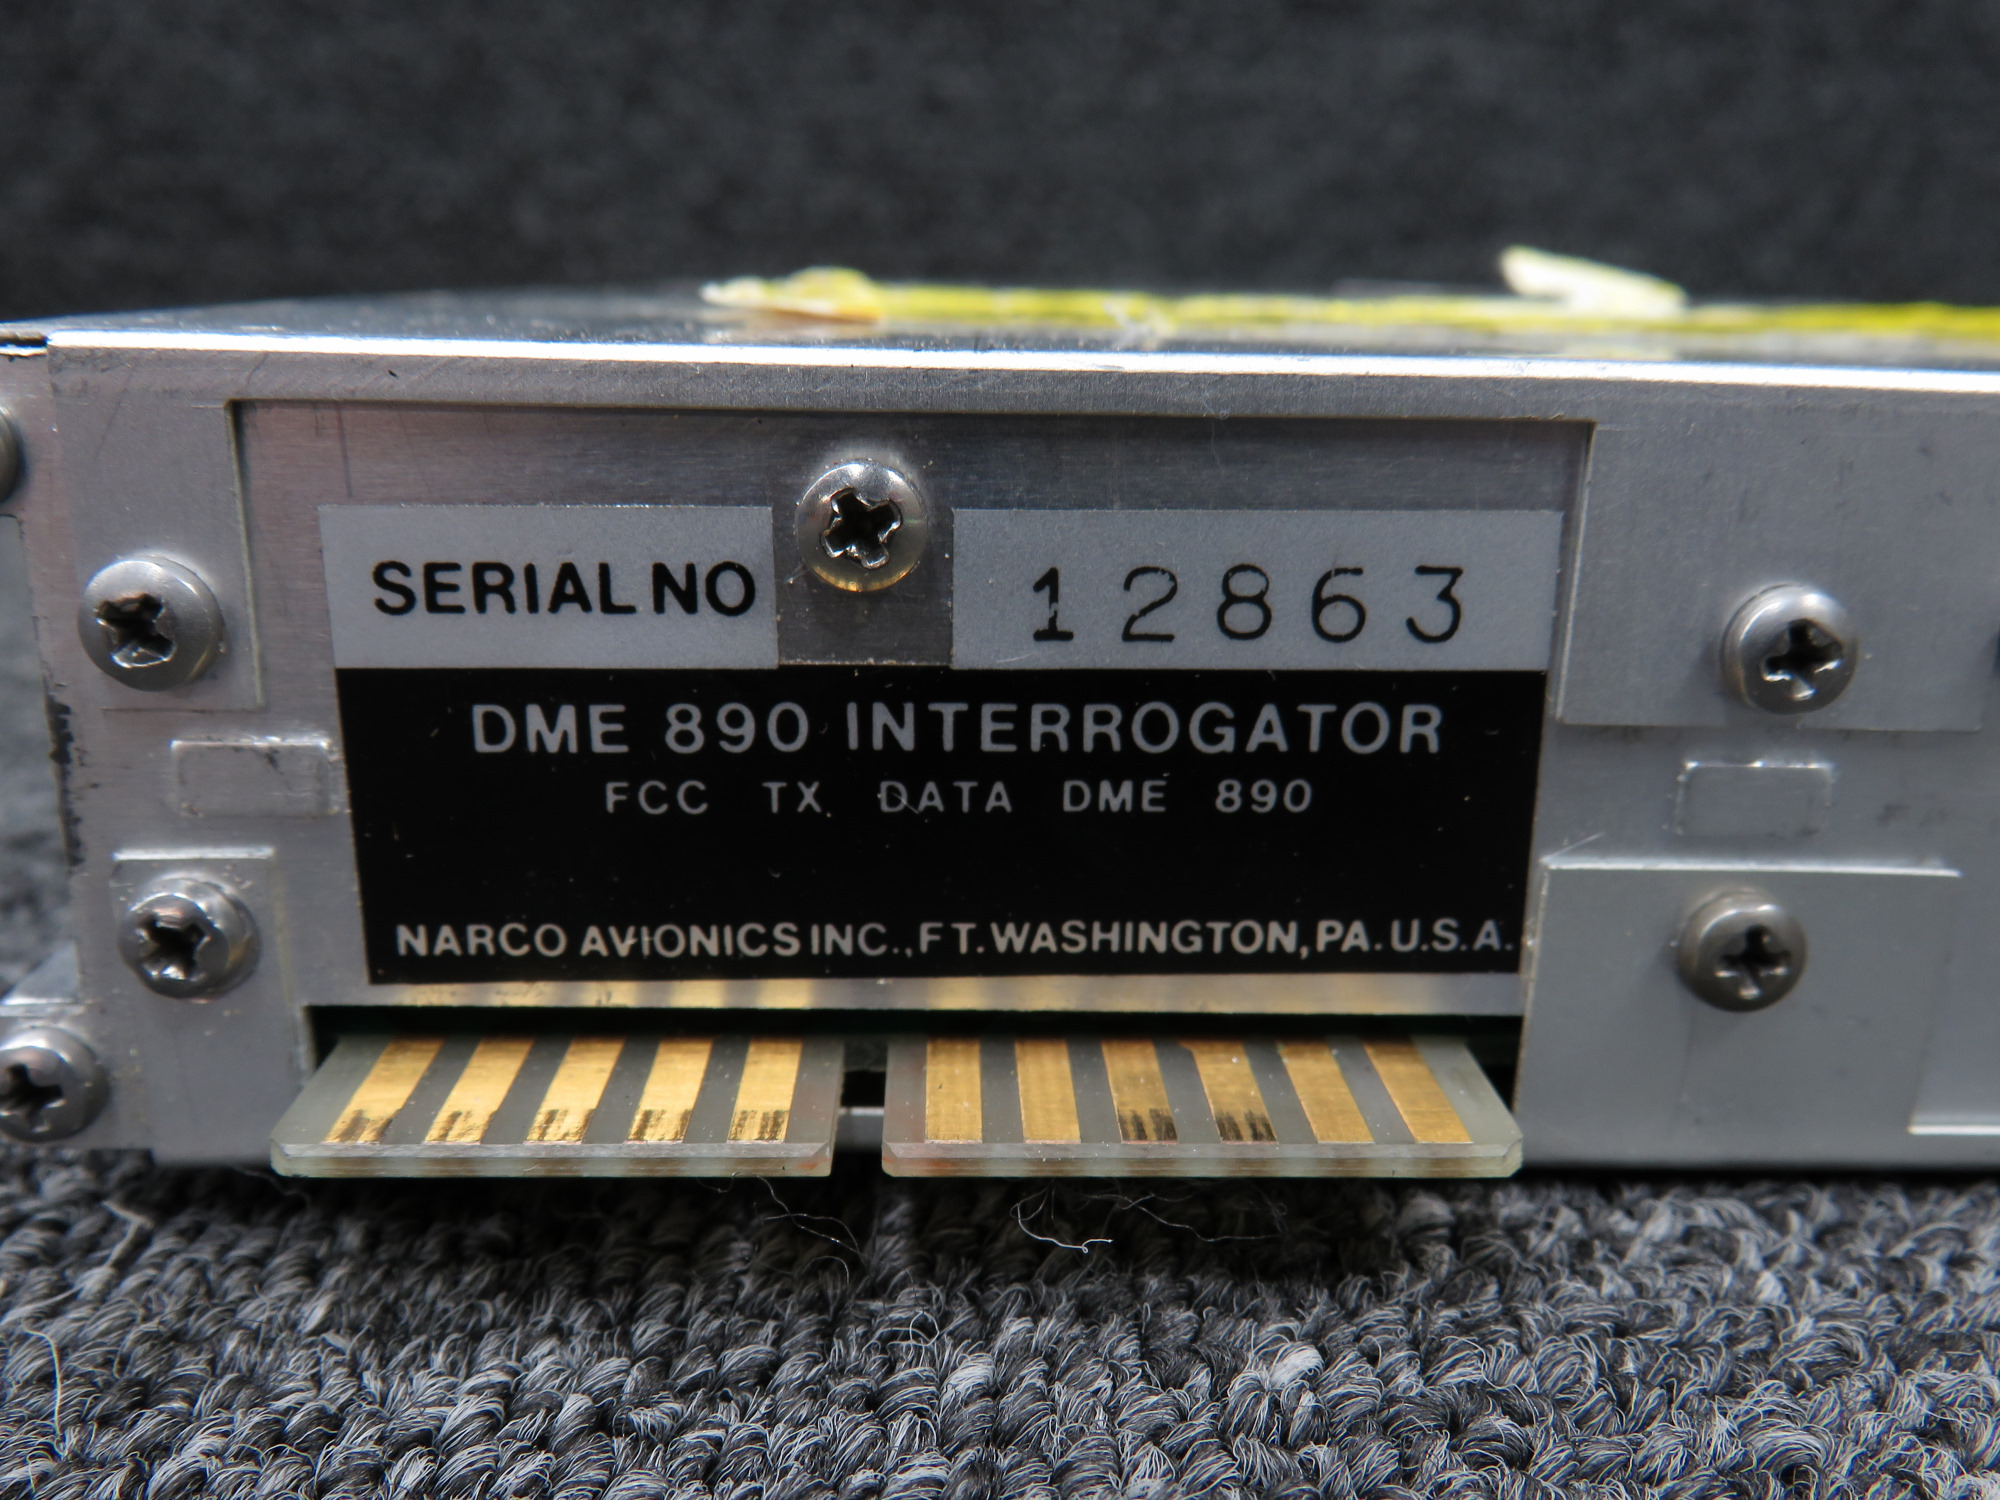 SERIAL NO 12863
DME 890 INTERROGATOR
FCC TX DATA DME 890
NARCO AVIONICS INC., FT. WASHINGTON, PA. U.S.A.